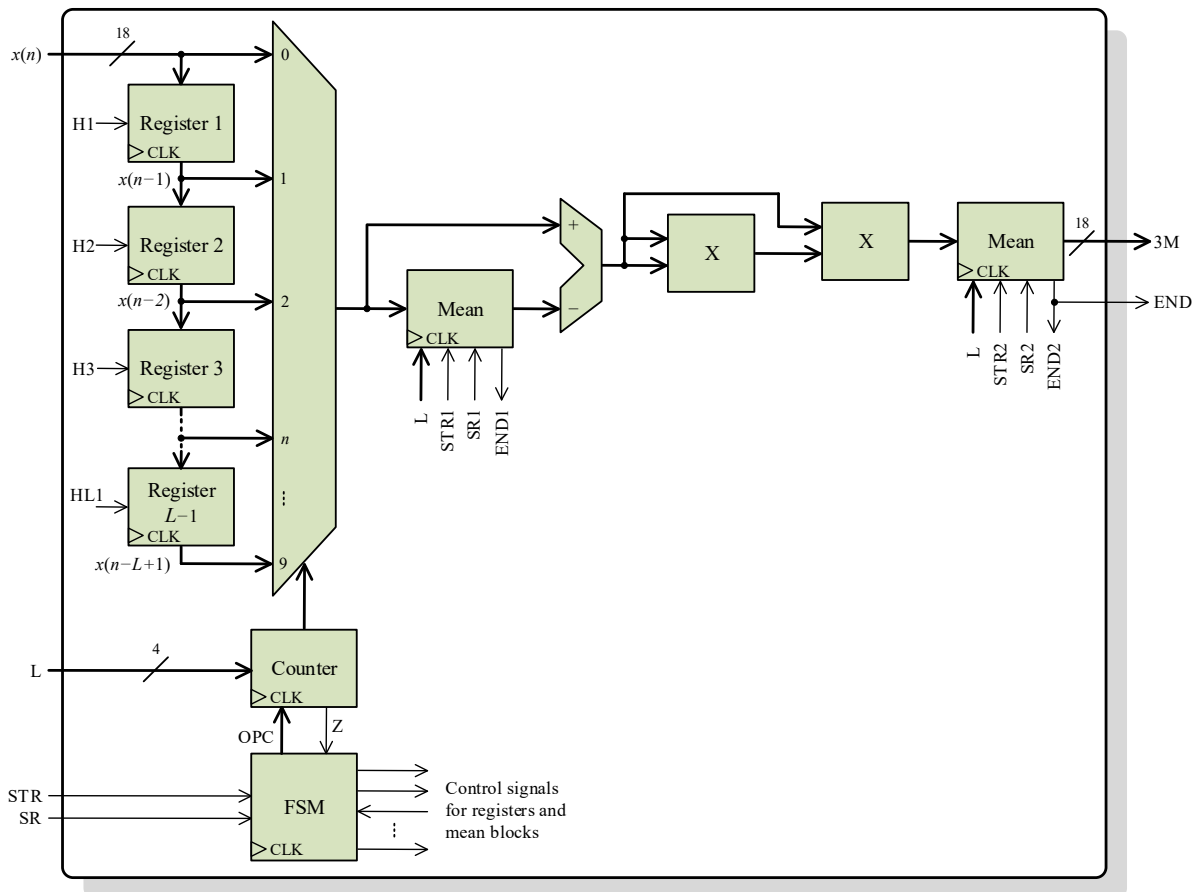 x(n)
18
0
H1
Register 1
CLK
x(n−1)
1
H2
Register 2
CLK
x(n−2)
2
H3
Register 3
CLK
n
HL1
Register
L−1
CLK
x(n−L+1)
9
Mean
CLK
L
STR1
SR1
END1
+
−
X
X
Mean
CLK
18
3M
END
L
STR2
SR2
END2
L
4
Counter
CLK
OPC
Z
STR
SR
FSM
CLK
Control signals
for registers and
mean blocks